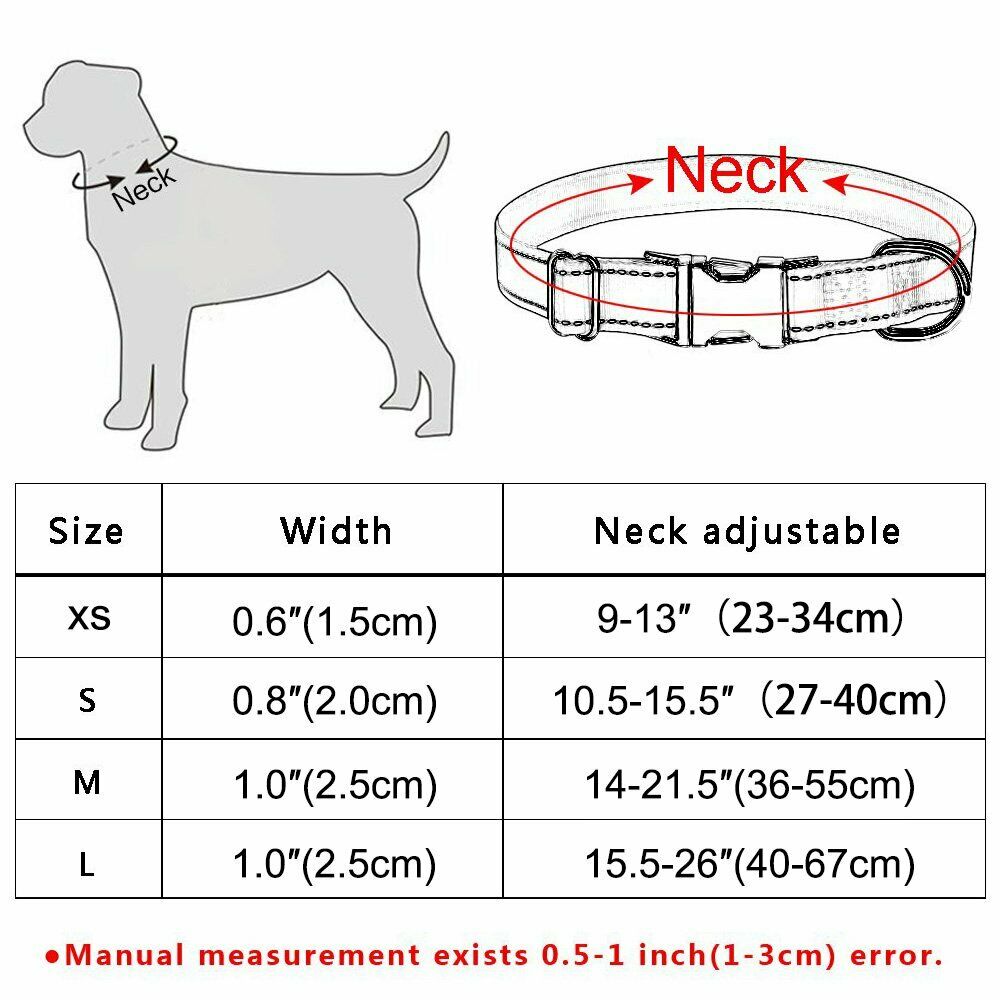 Neck
Neck
Size Width Neck adjustable
XS 0.6"(1.5cm) 9-13"（23-34cm）
S 0.8"(2.0cm) 10.5-15.5"（27-40cm）
M 1.0"(2.5cm) 14-21.5"(36-55cm)
L 1.0"(2.5cm) 15.5-26"(40-67cm)
●Manual measurement exists 0.5-1 inch(1-3cm) error.